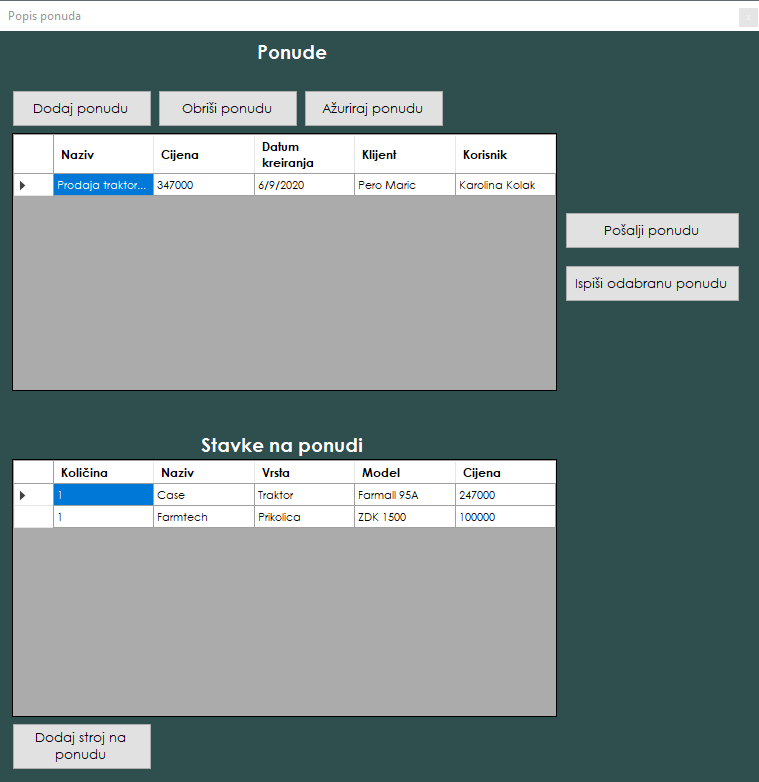 Popis ponuda
Ponude
Dodaj ponudu Obriši ponudu Ažuriraj ponudu
Naziv Cijena Datum kreiranja Klijent Korisnik
Prodaja traktor... 347000 6/9/2020 Pero Maric Karolina Kolak
Pošalji ponudu
Ispiši odabranu ponudu
Stavke na ponudi
Količina Naziv Vrsta Model Cijena
1 Case Traktor Farmall 95A 247000
1 Farmtech Prikolica ZDK 1500 100000
Dodaj stroj na
ponudu